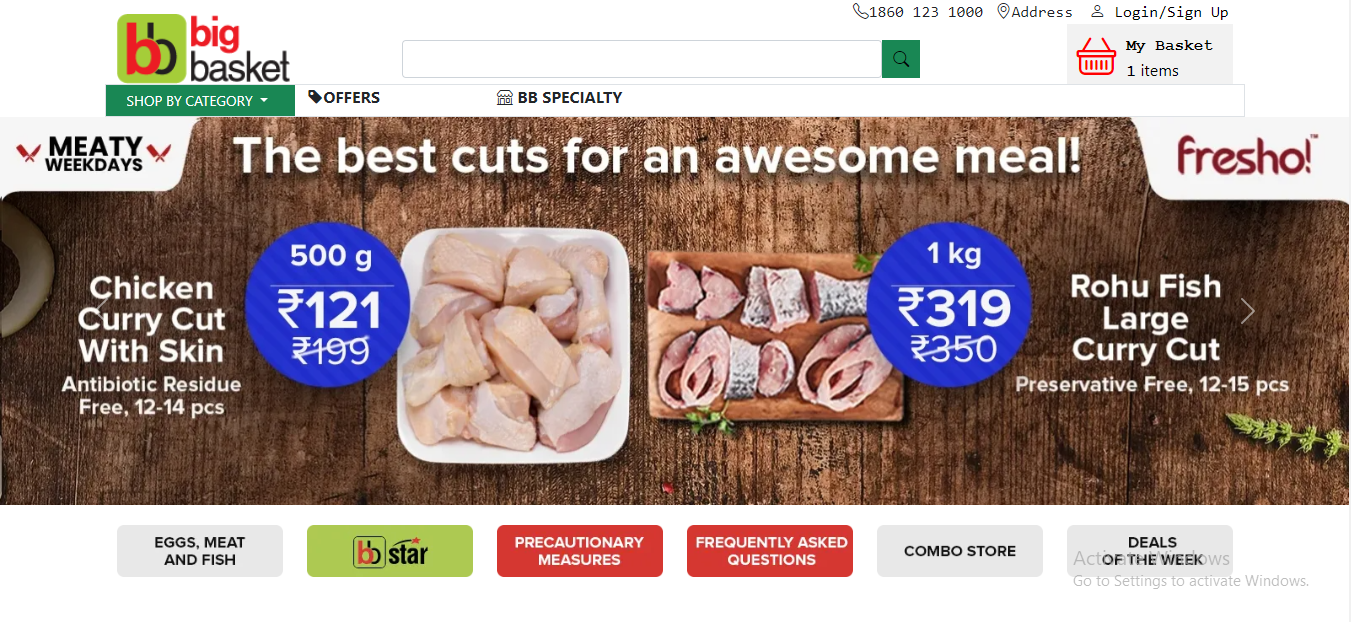 1860 123 1000 Address Login/Sign Up
bb big
basket
My Basket
1 items
SHOP BY CATEGORY
OFFERS
BB SPECIALTY
MEATY
WEEKDAYS
The best cuts for an awesome meal!
fresho!™
Chicken
Curry Cut
With Skin
Antibiotic Residue
Free, 12-14 pcs
500 g
₹121
₹199
1 kg
₹319
₹350
Rohu Fish
Large
Curry Cut
Preservative Free, 12-15 pcs
EGGS, MEAT
AND FISH
bb star
PRECAUTIONARY
MEASURES
FREQUENTLY ASKED
QUESTIONS
COMBO STORE
DEALS
OF THE WEEK
Activate Windows
Go to Settings to activate Windows.